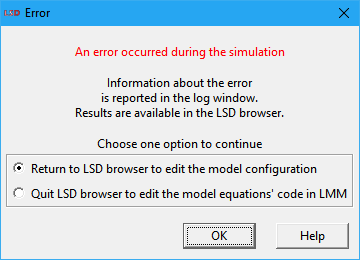 LSD Error
An error occurred during the simulation
Information about the error
is reported in the log window.
Results are available in the LSD browser.
Choose one option to continue
Return to LSD browser to edit the model configuration
Quit LSD browser to edit the model equations' code in LMM
OK Help